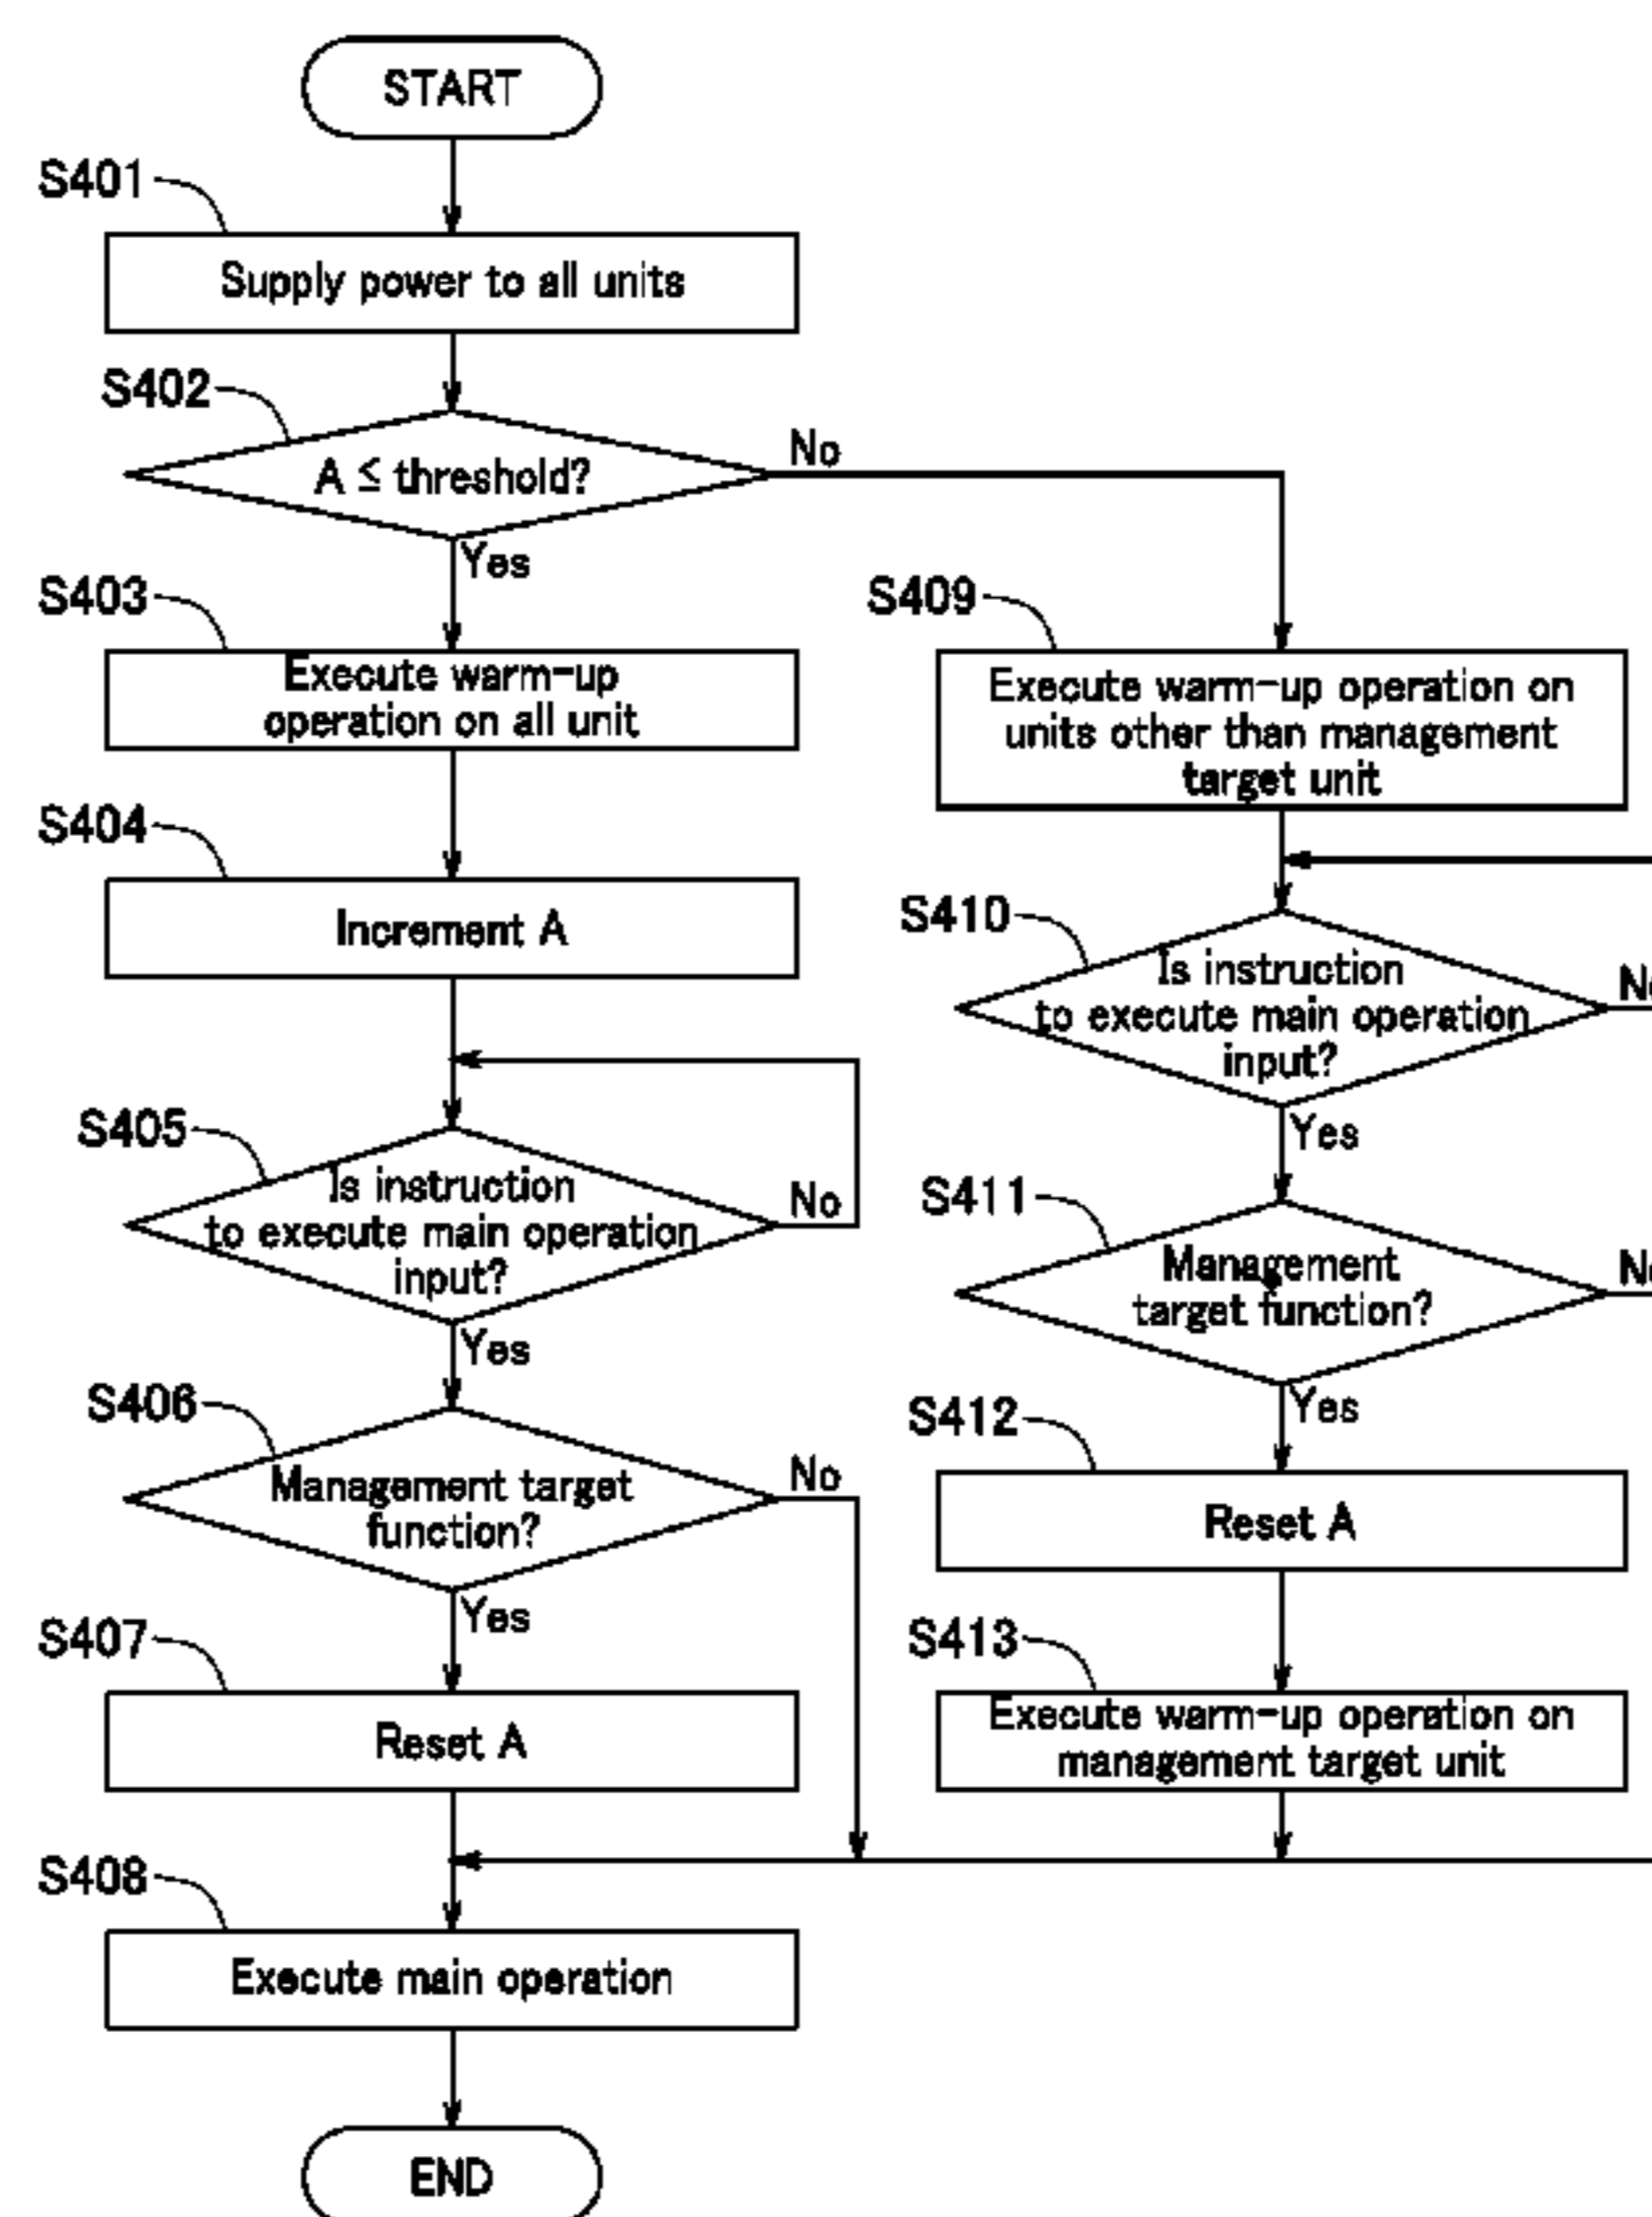 START
S401
Supply power to all units
S402
A ≤ threshold?
No
Yes
S403
Execute warm-up
operation on all unit
S404
Increment A
S405
Is instruction
to execute main operation
input?
No
Yes
S406
Management target
function?
No
Yes
S407
Reset A
S408
Execute main operation
END
S409
Execute warm-up operation on
units other than management
target unit
S410
Is instruction
to execute main operation
input?
Yes
S411
Management
target function?
Yes
S412
Reset A
S413
Execute warm-up operation on
management target unit